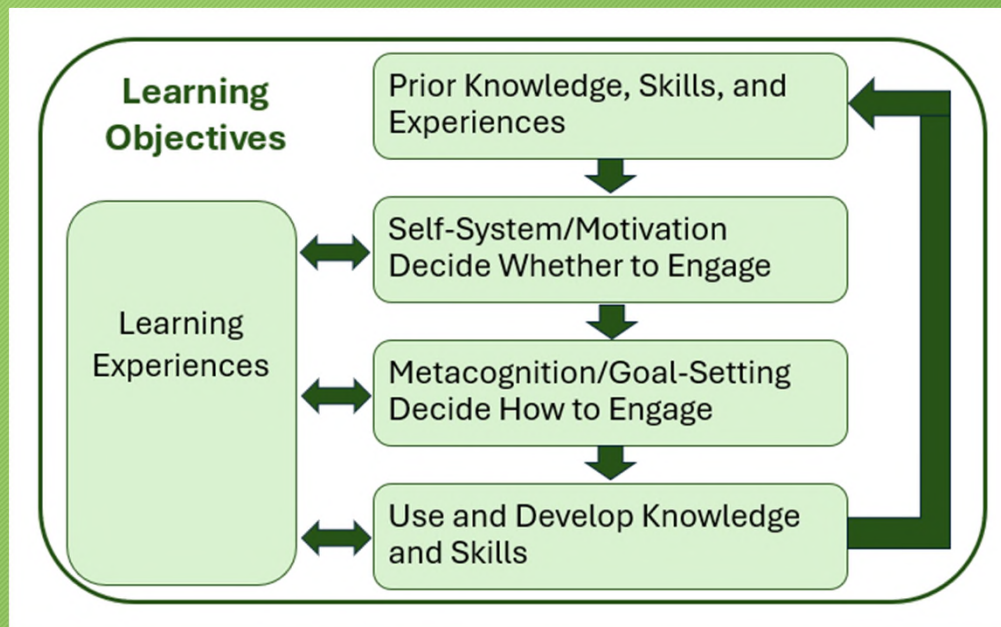 Learning
Objectives
Prior Knowledge, Skills, and
Experiences
Self-System/Motivation
Decide Whether to Engage
Learning
Experiences
Metacognition/Goal-Setting
Decide How to Engage
Use and Develop Knowledge
and Skills